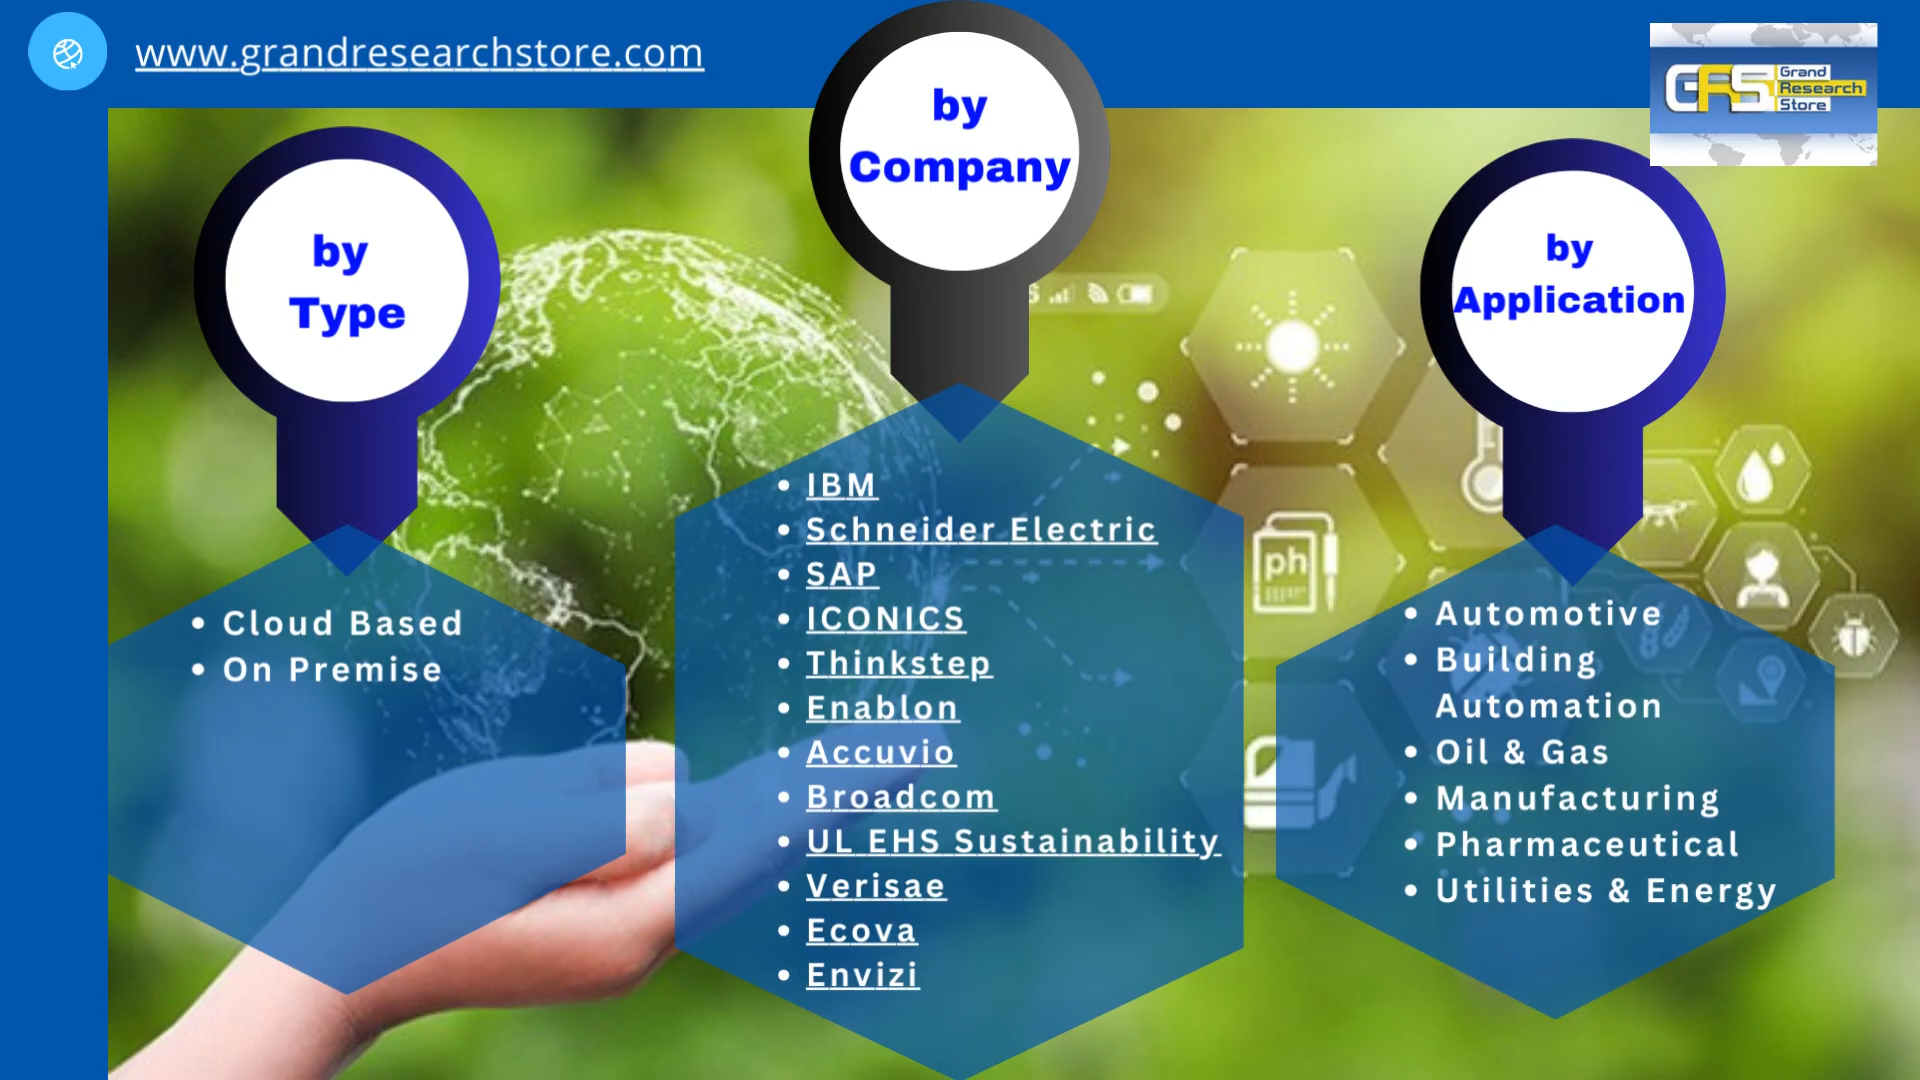 www.grandresearchstore.com
GRS
Grand
Research
Store
by
Type
by
Company
by
Application
• Cloud Based
• On Premise
• IBM
• Schneider Electric
• SAP
• ICONICS
• Thinkstep
• Enablon
• Accuvio
• Broadcom
• UL EHS Sustainability
• Verisae
• Ecova
• Envizi
• Automotive
• Building
Automation
• Oil & Gas
• Manufacturing
• Pharmaceutical
• Utilities & Energy
ph